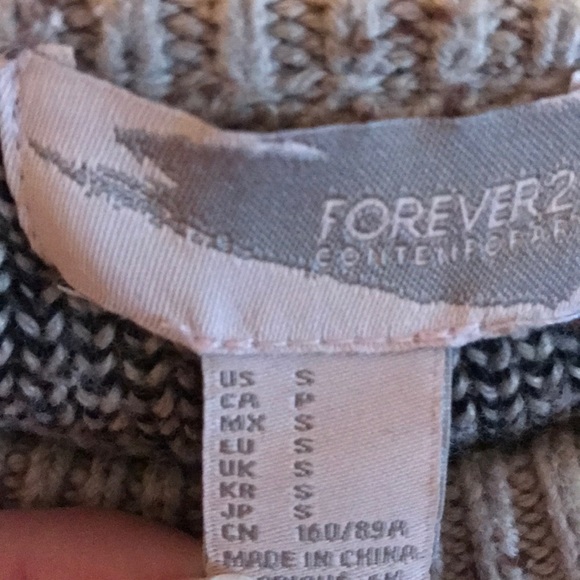 FOREVER 2
CONTEMPORAR
US S
CA P
MX S
EU S
UK S
KR S
JP S
CN 160/89A
MADE IN CHINA